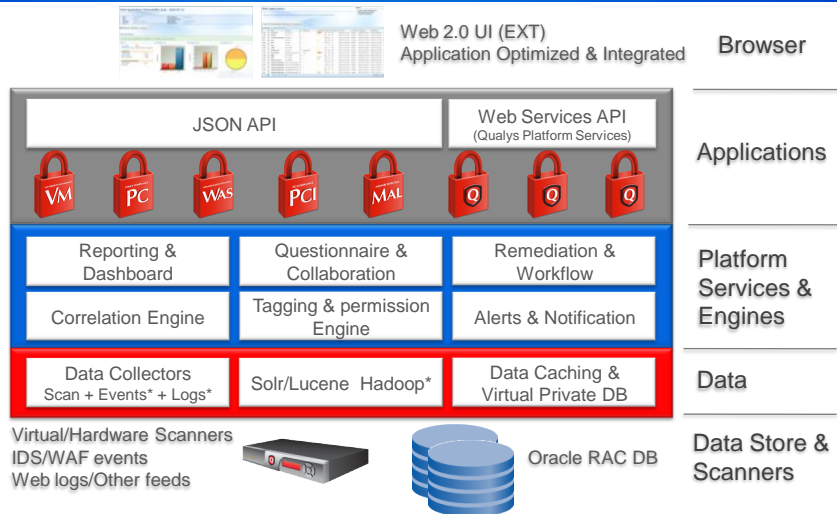 Web 2.0 UI (EXT)
Application Optimized & Integrated
Browser
JSON API
Web Services API
(Qualys Platform Services)
Applications
VM
PC
WAS
PCI
MAL
Q
Q
Q
Reporting &
Dashboard
Questionnaire &
Collaboration
Remediation &
Workflow
Platform
Services &
Engines
Correlation Engine
Tagging & permission
Engine
Alerts & Notification
Data Collectors
Scan + Events* + Logs*
Solr/Lucene Hadoop*
Data Caching &
Virtual Private DB
Data
Virtual/Hardware Scanners
IDS/WAF events
Web logs/Other feeds
Oracle RAC DB
Data Store &
Scanners